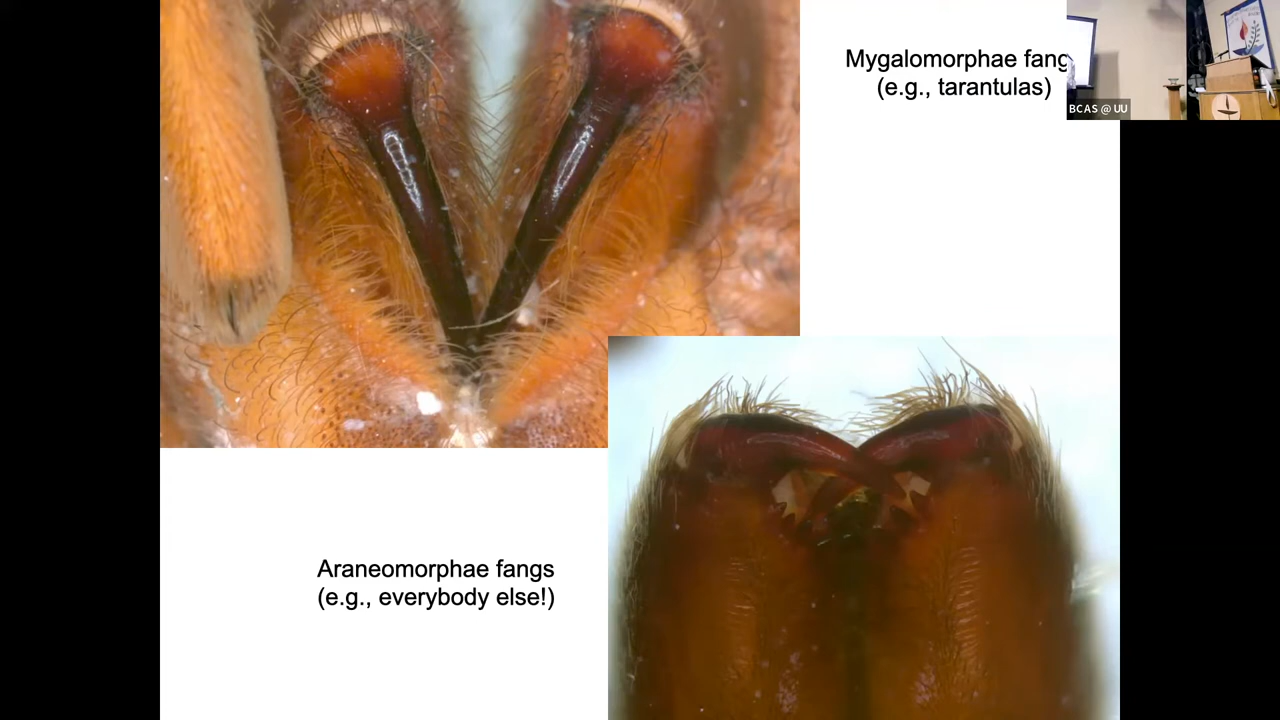 Mygalomorphae fang
(e.g., tarantulas)
BCAS @ UU
Araneomorphae fangs
(e.g., everybody else!)